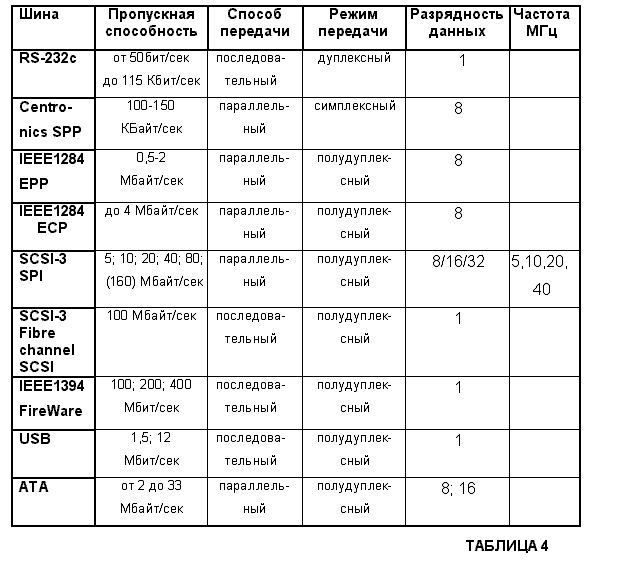 Шина Пропускная способность Способ передачи Режим передачи Разрядность данных Частота МГц
RS-232c от 50бит/сек до 115 Кбит/сек последова-тельный дуплексный 1
Centro-nics SPP 100-150 КБайт/сек параллель-ный симплексный 8
IEEE1284 EPP 0,5-2 Мбайт/сек параллель-ный полудуплек-сный 8
IEEE1284 ECP до 4 Мбайт/сек параллель-ный полудуплек-сный 8
SCSI-3 SPI 5; 10; 20; 40; 80; (160) Мбайт/сек параллель-ный полудуплек-сный 8/16/32 5,10,20, 40
SCSI-3 Fibre channel SCSI 100 Мбайт/сек последова-тельный полудуплек-сный 1
IEEE1394 FireWare 100; 200; 400 Мбит/сек последова-тельный полудуплек-сный 1
USB 1,5; 12 Мбит/сек последова-тельный полудуплек-сный 1
ATA от 2 до 33 Мбайт/сек параллель-ный полудуплек-сный 8; 16
ТАБЛИЦА 4